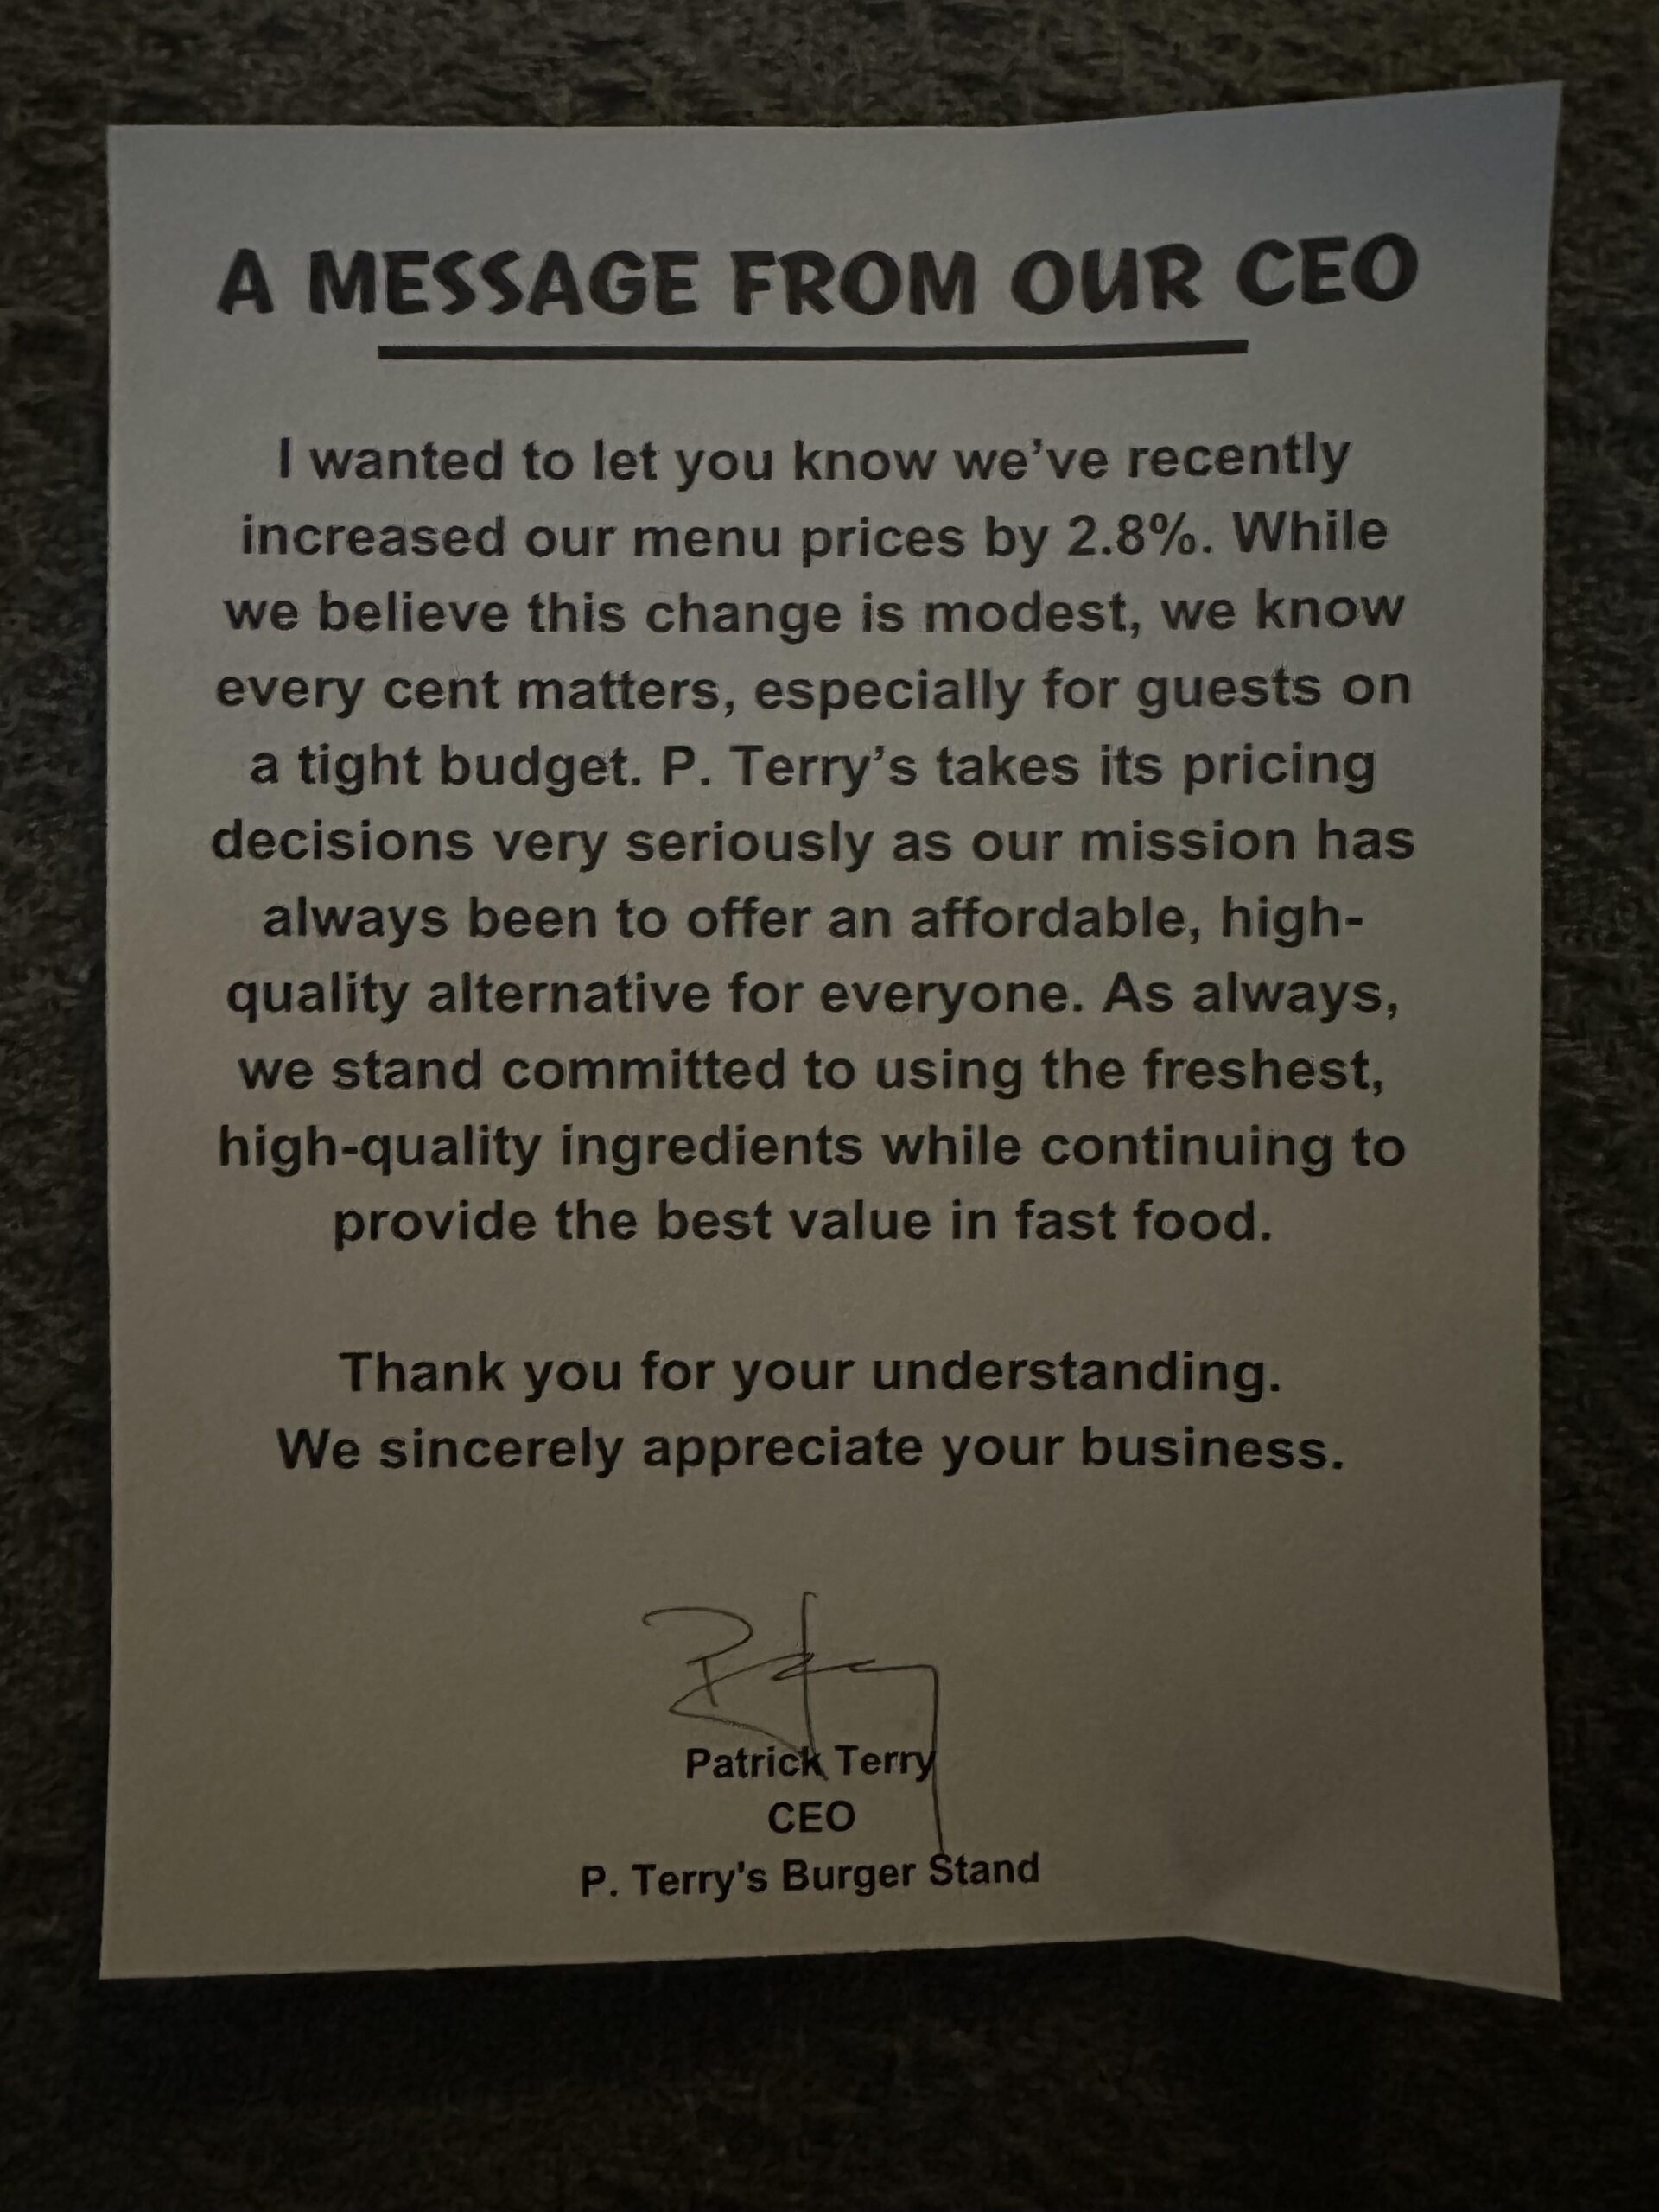 A MESSAGE FROM OUR CEO
I wanted to let you know we’ve recently
increased our menu prices by 2.8%. While
we believe this change is modest, we know
every cent matters, especially for guests on
a tight budget. P. Terry’s takes its pricing
decisions very seriously as our mission has
always been to offer an affordable, high-
quality alternative for everyone. As always,
we stand committed to using the freshest,
high-quality ingredients while continuing to
provide the best value in fast food.
Thank you for your understanding.
We sincerely appreciate your business.
Patrick Terry
CEO
P. Terry's Burger Stand